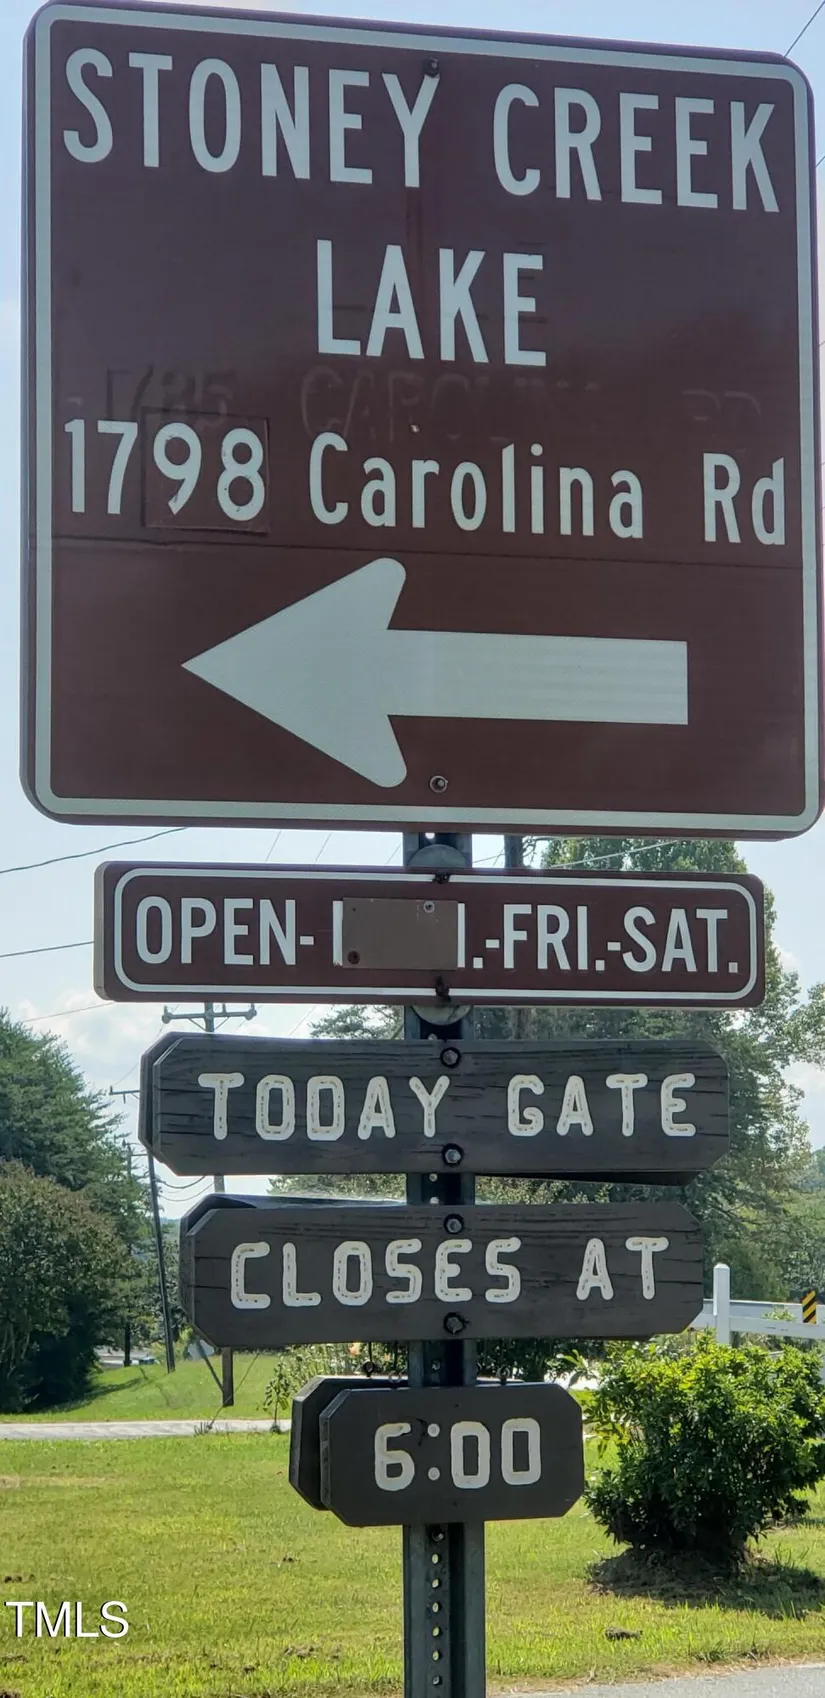 STONEY CREEK
LAKE
1798 Carolina Rd
OPEN- .-FRI.-SAT.
TODAY GATE
CLOSES AT
6:00
TMLS